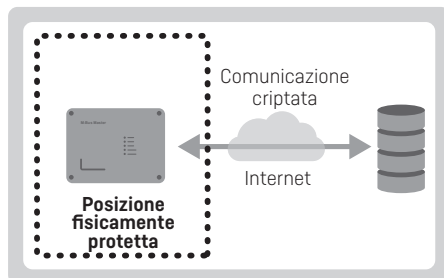 Comunicazione
criptata
Internet
Posizione
fisicamente
protetta